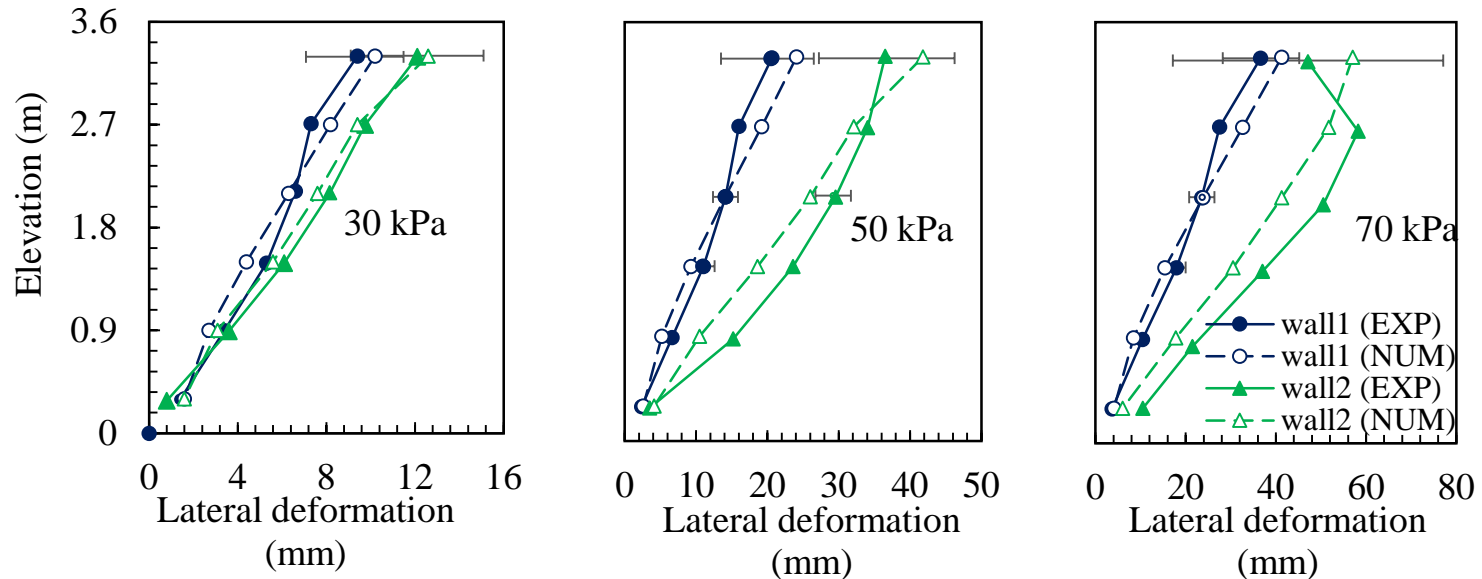 3.6
2.7
1.8
0.9
0
Elevation (m)
30 kPa
0 4 8 12 16
Lateral deformation
(mm)
50 kPa
0 10 20 30 40 50
Lateral deformation
(mm)
70 kPa
wall1 (EXP)
wall1 (NUM)
wall2 (EXP)
wall2 (NUM)
0 20 40 60 80
Lateral deformation
(mm)